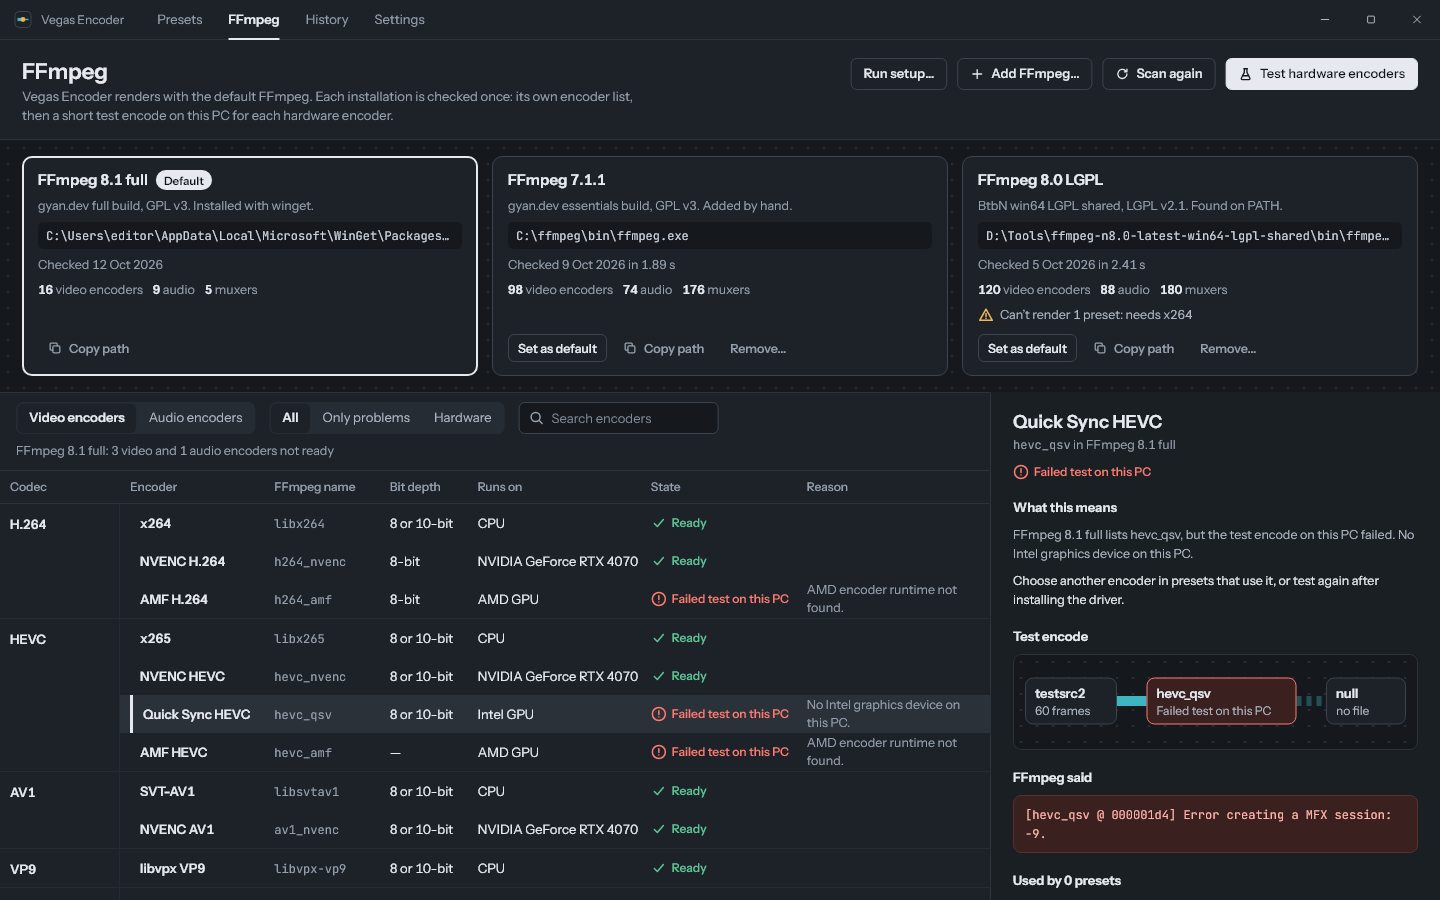 Vegas Encoder Presets FFmpeg History Settings
FFmpeg
Vegas Encoder renders with the default FFmpeg. Each installation is checked once: its own encoder list,
then a short test encode on this PC for each hardware encoder.
Run setup... Add FFmpeg... Scan again Test hardware encoders
FFmpeg 8.1 full Default
gyan.dev full build, GPL v3. Installed with winget.
C:\Users\editor\AppData\Local\Microsoft\WinGet\Packages…
Checked 12 Oct 2026
16 video encoders 9 audio 5 muxers
Copy path
FFmpeg 7.1.1
gyan.dev essentials build, GPL v3. Added by hand.
C:\ffmpeg\bin\ffmpeg.exe
Checked 9 Oct 2026 in 1.89 s
98 video encoders 74 audio 176 muxers
Set as default Copy path Remove...
FFmpeg 8.0 LGPL
BtbN win64 LGPL shared, LGPL v2.1. Found on PATH.
D:\Tools\ffmpeg-n8.0-latest-win64-lgpl-shared\bin\ffmpe…
Checked 5 Oct 2026 in 2.41 s
120 video encoders 88 audio 180 muxers
Can't render 1 preset: needs x264
Set as default Copy path Remove...
Video encoders Audio encoders All Only problems Hardware Search encoders
FFmpeg 8.1 full: 3 video and 1 audio encoders not ready
Codec Encoder FFmpeg name Bit depth Runs on State Reason
H.264 x264 libx264 8 or 10-bit CPU Ready
NVENC H.264 h264_nvenc 8-bit NVIDIA GeForce RTX 4070 Ready
AMF H.264 h264_amf 8-bit AMD GPU Failed test on this PC AMD encoder runtime not
found.
HEVC x265 libx265 8 or 10-bit CPU Ready
NVENC HEVC hevc_nvenc 8 or 10-bit NVIDIA GeForce RTX 4070 Ready
Quick Sync HEVC hevc_qsv 8 or 10-bit Intel GPU Failed test on this PC No Intel graphics device on
this PC.
AMF HEVC hevc_amf — AMD GPU Failed test on this PC AMD encoder runtime not
found.
AV1 SVT-AV1 libsvtav1 8 or 10-bit CPU Ready
NVENC AV1 av1_nvenc 8 or 10-bit NVIDIA GeForce RTX 4070 Ready
VP9 libvpx VP9 libvpx-vp9 8 or 10-bit CPU Ready
Quick Sync HEVC
hevc_qsv in FFmpeg 8.1 full
Failed test on this PC
What this means
FFmpeg 8.1 full lists hevc_qsv, but the test encode on this PC failed. No
Intel graphics device on this PC.
Choose another encoder in presets that use it, or test again after
installing the driver.
Test encode
testsrc2 hevc_qsv null
60 frames Failed test on this PC no file
FFmpeg said
[hevc_qsv @ 000001d4] Error creating a MFX session:
-9.
Used by 0 presets